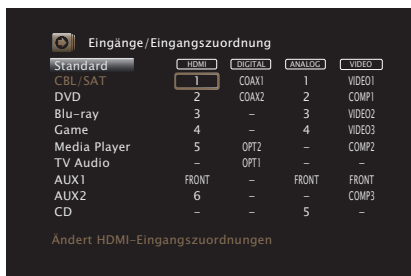 Eingänge/Eingangszuordnung
Standard HDMI DIGITAL ANALOG VIDEO
CBL/SAT 1 COAX1 1 VIDEO1
DVD 2 COAX2 2 COMP1
Blu-ray 3 – 3 VIDEO2
Game 4 – 4 VIDEO3
Media Player 5 OPT2 – COMP2
TV Audio – OPT1 – –
AUX1 FRONT – FRONT FRONT
AUX2 6 – – COMP3
CD – – 5 –
Ändert HDMI-Eingangszuordnungen